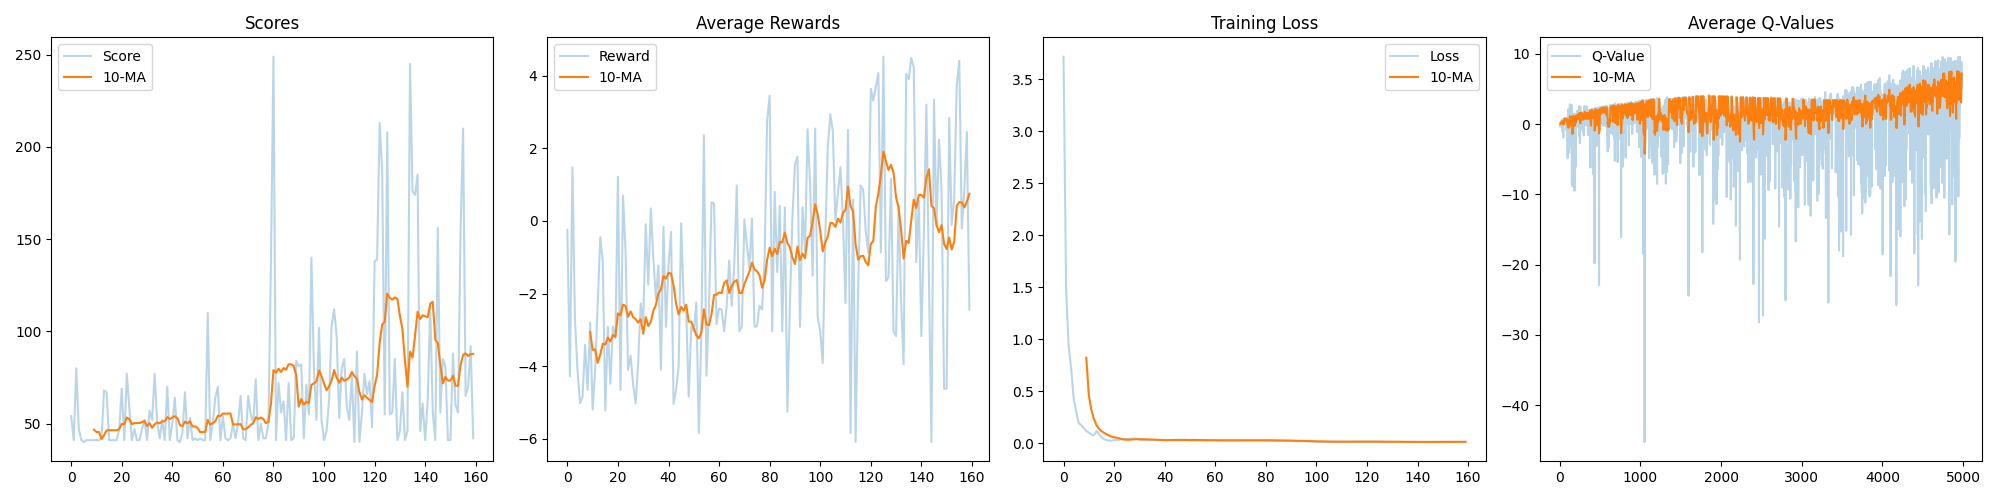 Scores
250
200
150
100
50
0 20 40 60 80 100 120 140 160
Score
10-MA
Average Rewards
4
2
0
−2
−4
−6
0 20 40 60 80 100 120 140 160
Reward
10-MA
Training Loss
3.5
3.0
2.5
2.0
1.5
1.0
0.5
0.0
0 20 40 60 80 100 120 140 160
Loss
10-MA
Average Q-Values
10
0
−10
−20
−30
−40
0 1000 2000 3000 4000 5000
Q-Value
10-MA